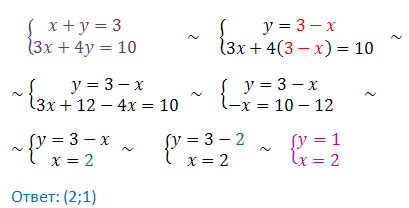 {x + y = 3 ~ {y = 3 − x ~
{3x + 4y = 10 {3x + 4(3 − x) = 10
~ {y = 3 − x ~ {y = 3 − x ~
{3x + 12 − 4x = 10 {−x = 10 − 12
~ {y = 3 − x ~ {y = 3 − 2 ~ {y = 1
{x = 2 {x = 2 {x = 2
Ответ: (2;1)